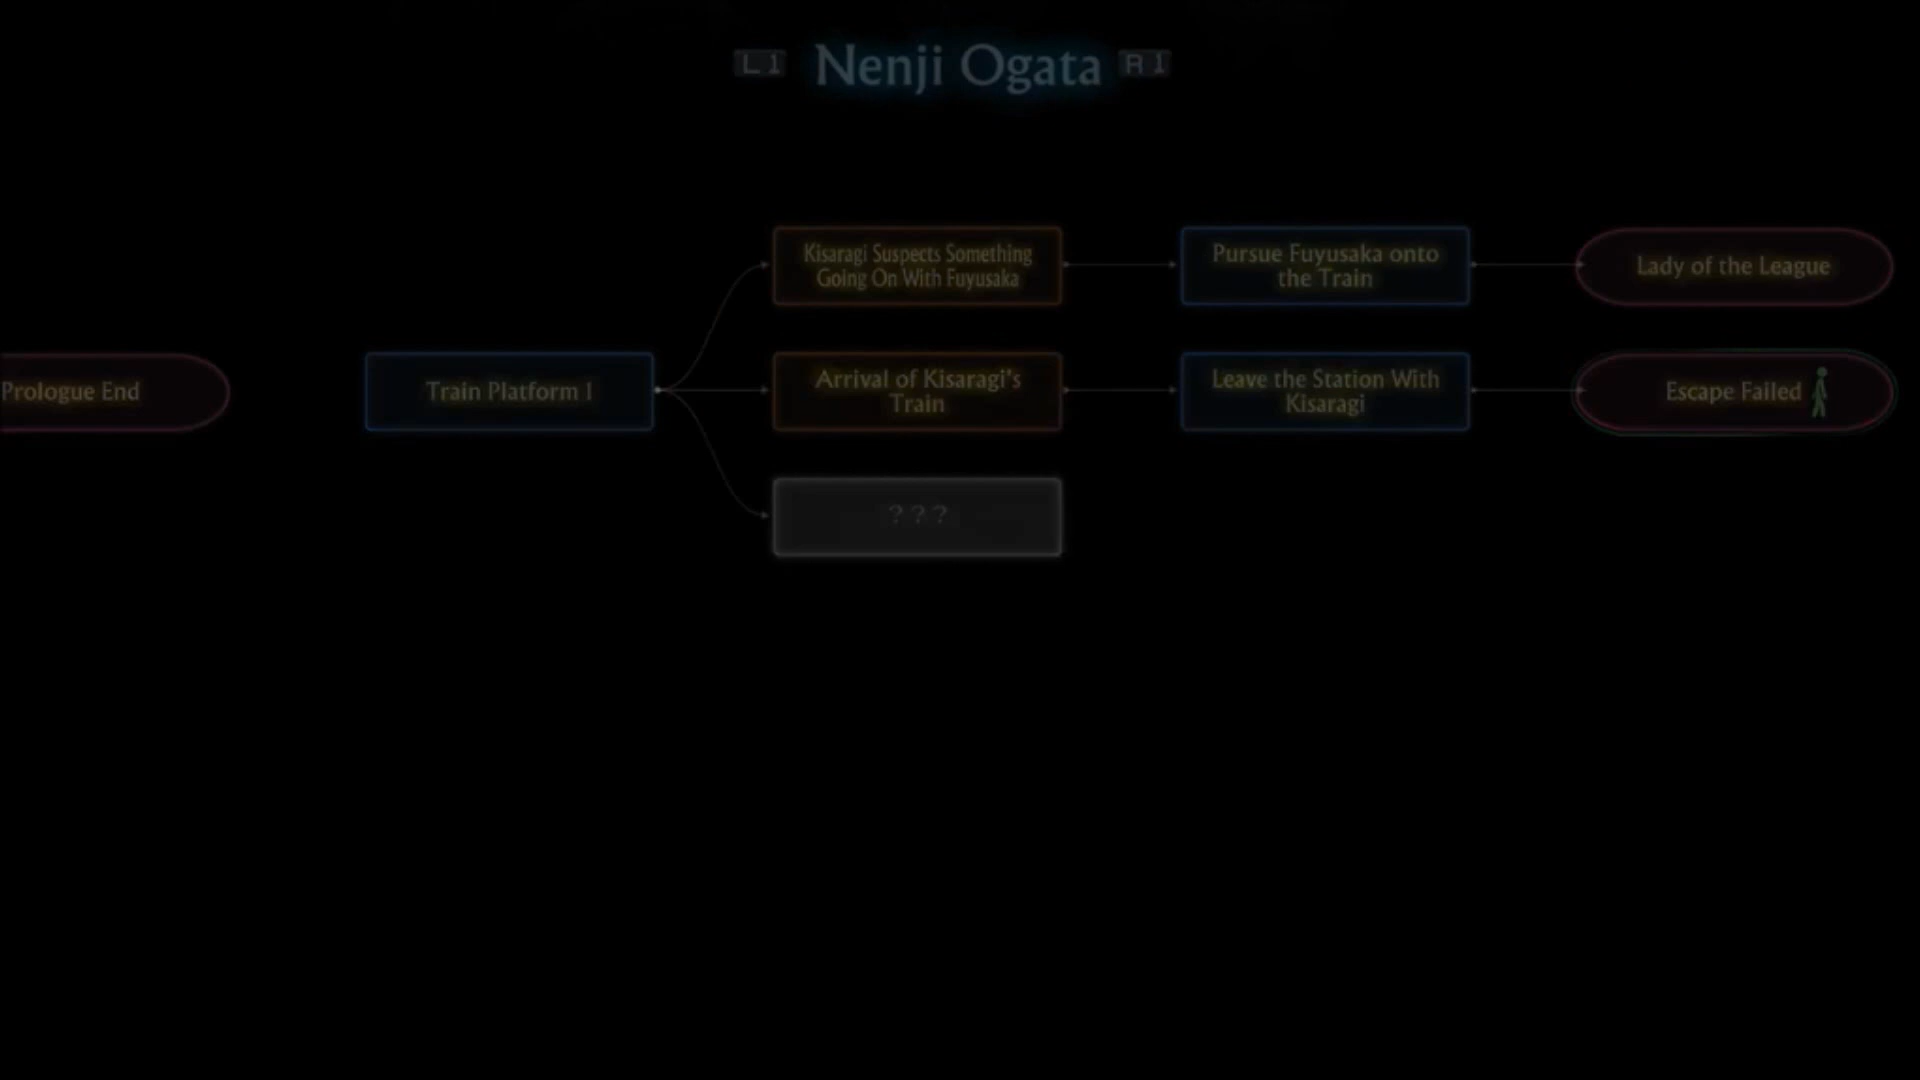 L1 Nenji Ogata R1
Kisaragi Suspects Something
Going On With Fuyusaka
Pursue Fuyusaka onto
the Train
Lady of the League
Prologue End
Train Platform 1
Arrival of Kisaragi's
Train
Leave the Station With
Kisaragi
Escape Failed
???